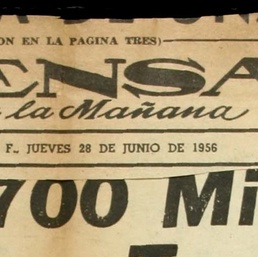 ON EN LA PAGINA TRES)
ENSA
la Mañana
F., JUEVES 28 DE JUNIO DE 1956
700 Mi